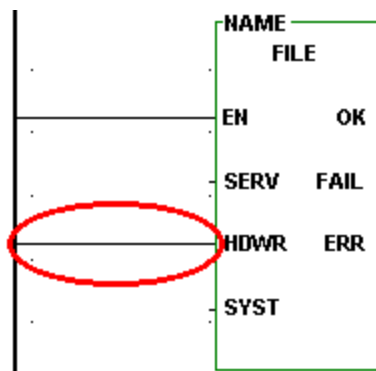 NAME
FILE
EN OK
SERV FAIL
HDWR ERR
SYST